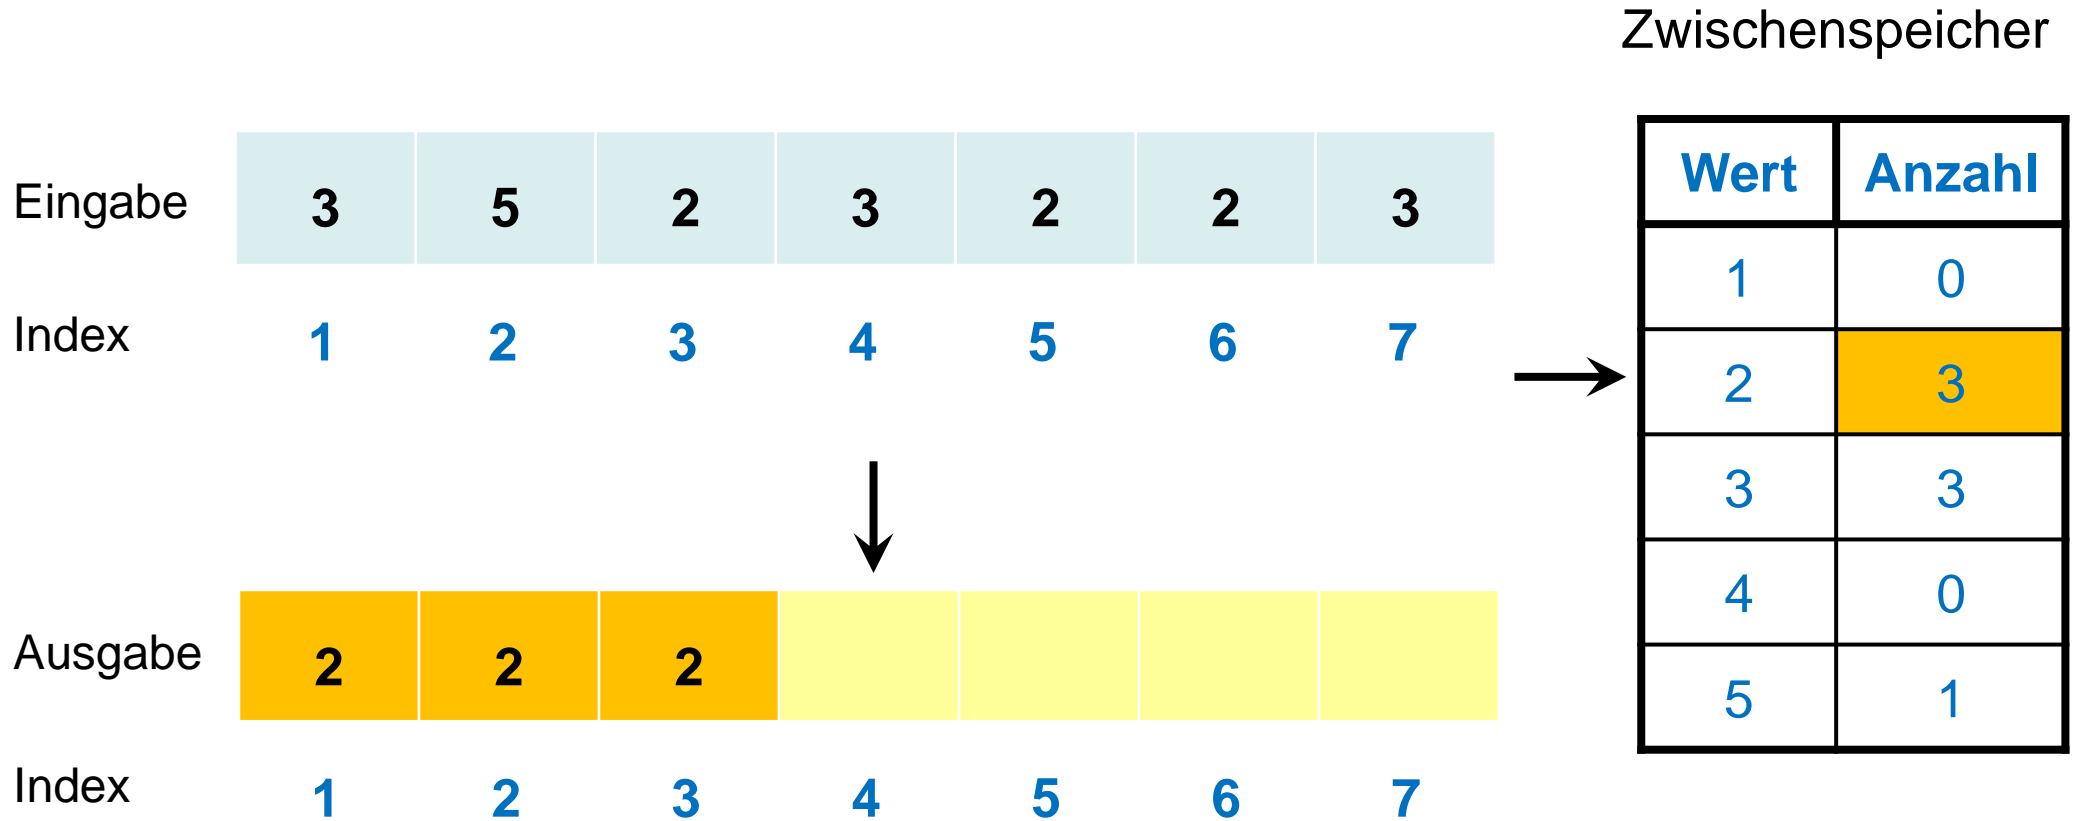 Zwischenspeicher
Eingabe 3 5 2 3 2 2 3
Index 1 2 3 4 5 6 7
Ausgabe 2 2 2
Index 1 2 3 4 5 6 7
Wert Anzahl
1 0
2 3
3 3
4 0
5 1